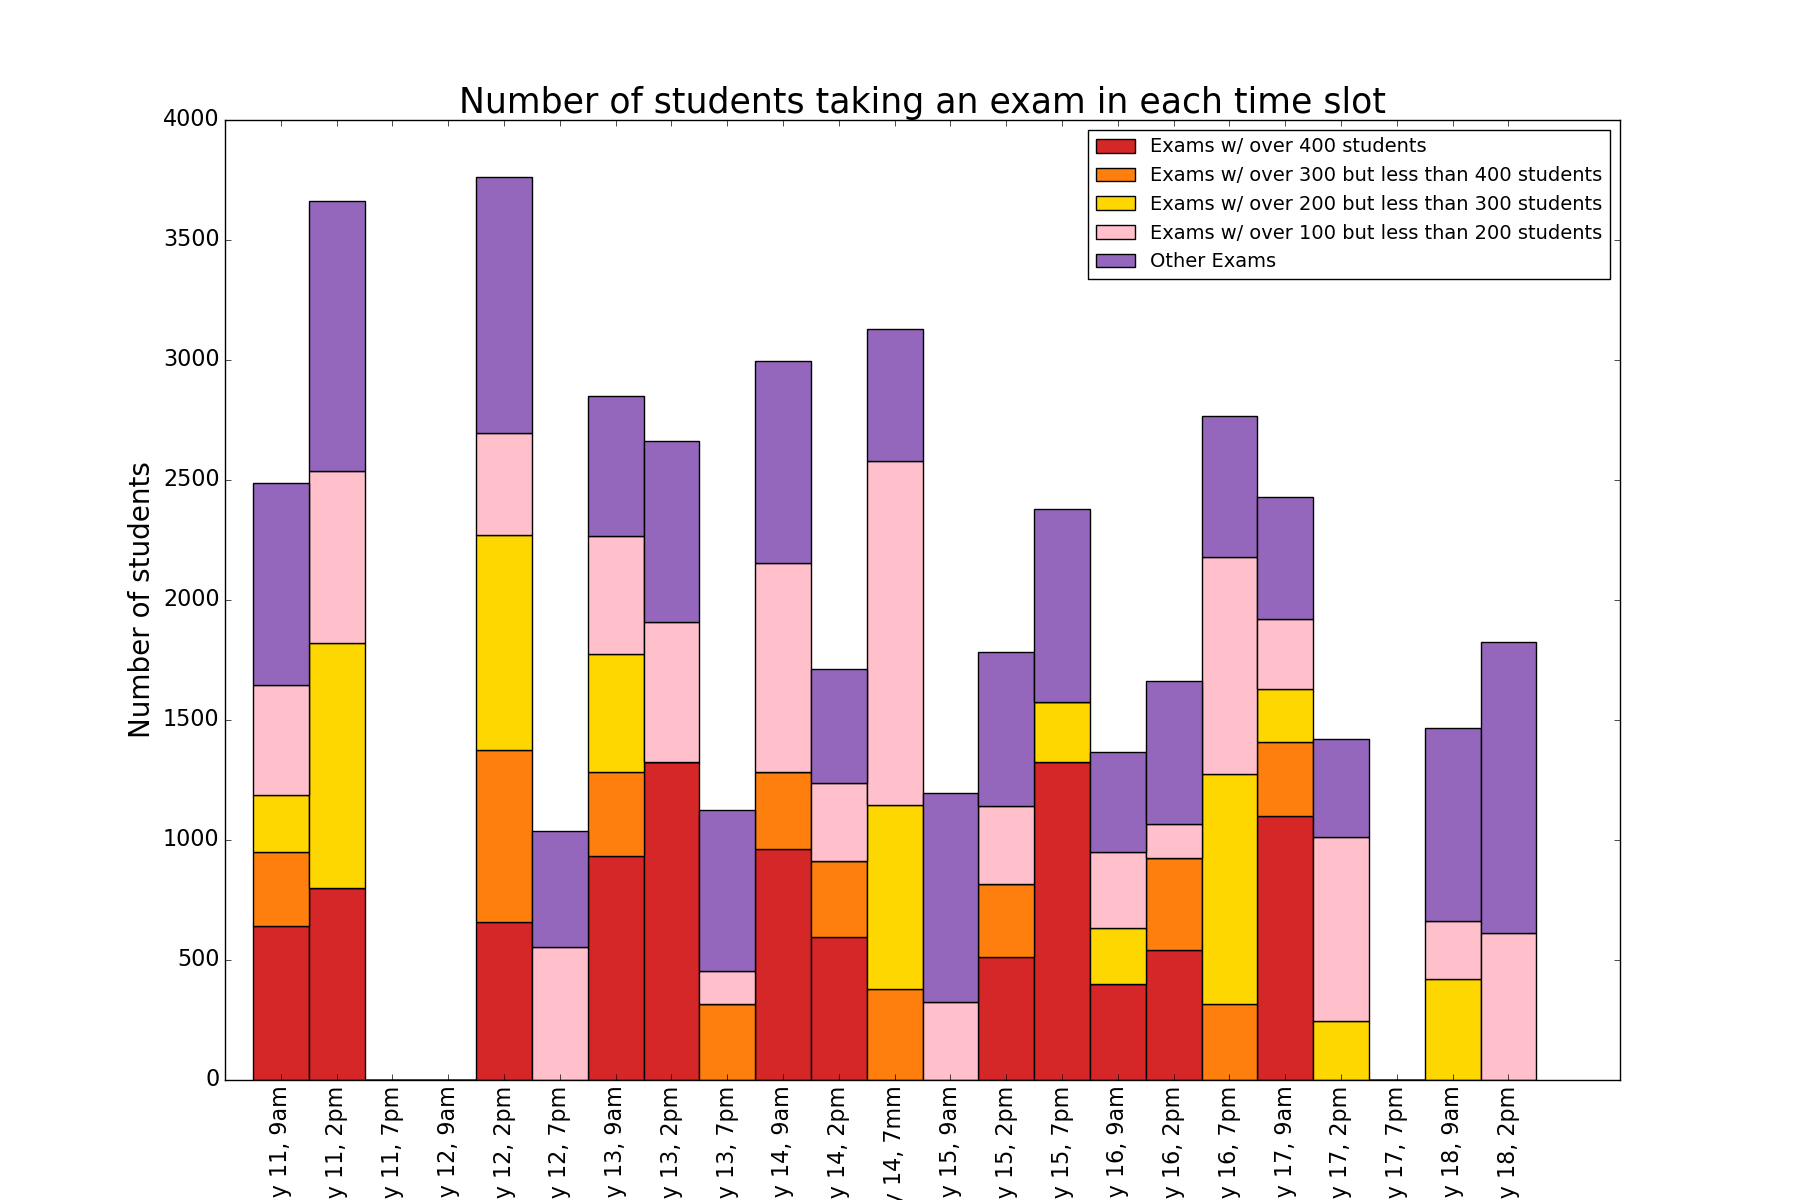 Number of students taking an exam in each time slot
Number of students
4000
3500
3000
2500
2000
1500
1000
500
0
Exams w/ over 400 students
Exams w/ over 300 but less than 400 students
Exams w/ over 200 but less than 300 students
Exams w/ over 100 but less than 200 students
Other Exams
y 11, 9am
y 11, 2pm
y 11, 7pm
y 12, 9am
y 12, 2pm
y 12, 7pm
y 13, 9am
y 13, 2pm
y 13, 7pm
y 14, 9am
y 14, 2pm
y 14, 7mm
y 15, 9am
y 15, 2pm
y 15, 7pm
y 16, 9am
y 16, 2pm
y 16, 7pm
y 17, 9am
y 17, 2pm
y 17, 7pm
y 18, 9am
y 18, 2pm